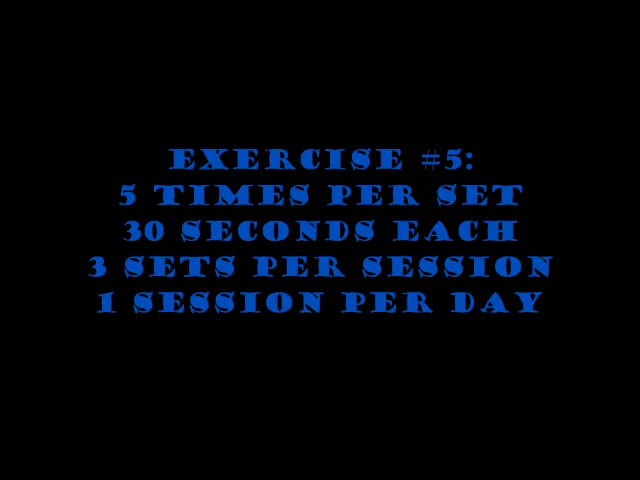 EXERCISE #5:
5 TIMES PER SET
30 SECONDS EACH
3 SETS PER SESSION
1 SESSION PER DAY